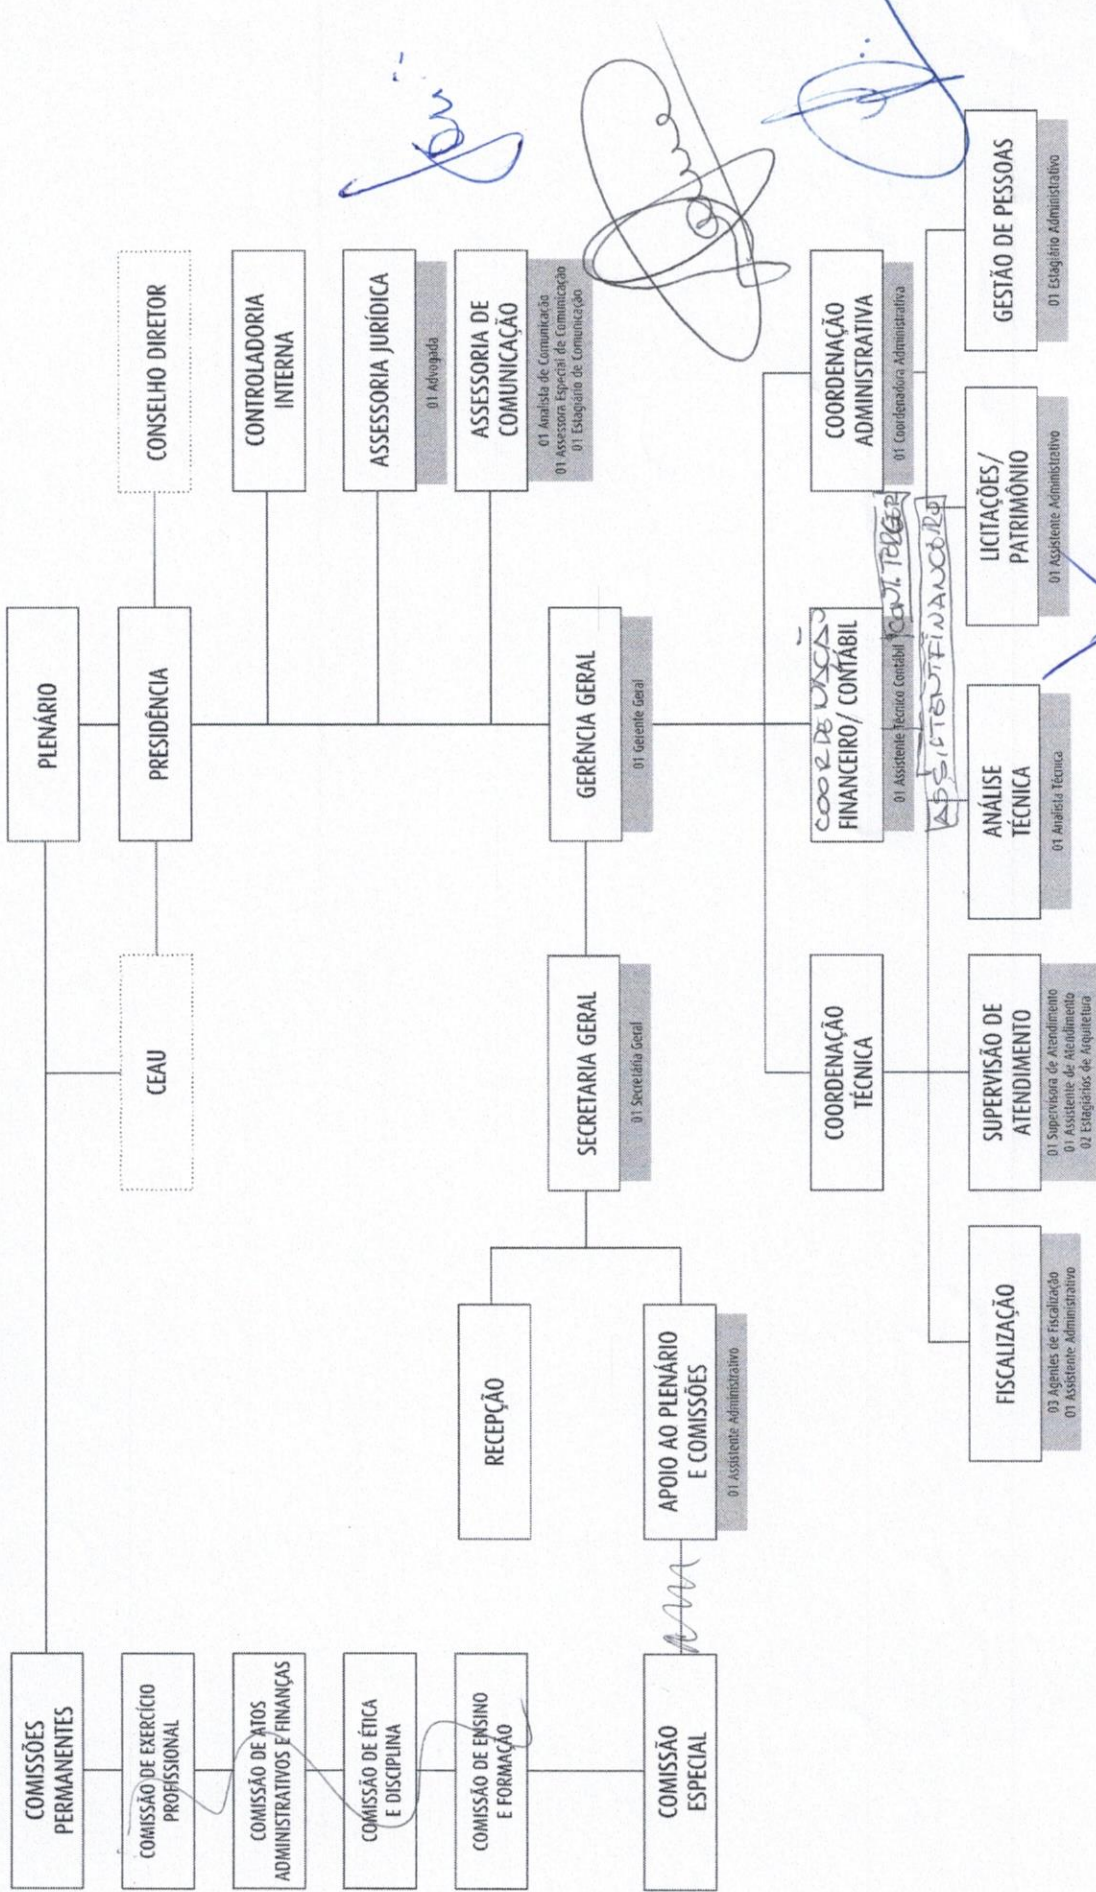 PLENÁRIO
PRESIDÊNCIA
CEAU
CONSELHO DIRETOR
CONTROLADORIA
INTERNA
ASSESSORIA JURÍDICA
01 Advogada
ASSESSORIA DE
COMUNICAÇÃO
01 Analista de Comunicação
01 Assessora Especial de Comunicação
01 Estagiário de Comunicação
COMISSÕES
PERMANENTES
COMISSÃO DE EXERCÍCIO
PROFISSIONAL
COMISSÃO DE ATOS
ADMINISTRATIVOS E FINANÇAS
COMISSÃO DE ÉTICA
E DISCIPLINA
COMISSÃO DE ENSINO
E FORMAÇÃO
COMISSÃO
ESPECIAL
GERÊNCIA GERAL
01 Gerente Geral
SECRETARIA GERAL
01 Secretária Geral
RECEPÇÃO
APOIO AO PLENÁRIO
E COMISSÕES
01 Assistente Administrativo
COORDENAÇÃO
TÉCNICA
COORDENAÇÃO
FINANCEIRO/ CONTÁBIL
01 Assistente Técnico Contábil
COORDENAÇÃO
ADMINISTRATIVA
01 Coordenadora Administrativa
FISCALIZAÇÃO
03 Agentes de Fiscalização
01 Assistente Administrativo
SUPERVISÃO DE
ATENDIMENTO
01 Supervisora de Atendimento
01 Assistente de Atendimento
02 Estagiários de Arquitetura
ANÁLISE
TÉCNICA
01 Analista Técnica
LICITAÇÕES/
PATRIMÔNIO
01 Assistente Administrativo
GESTÃO DE PESSOAS
01 Estagiário Administrativo